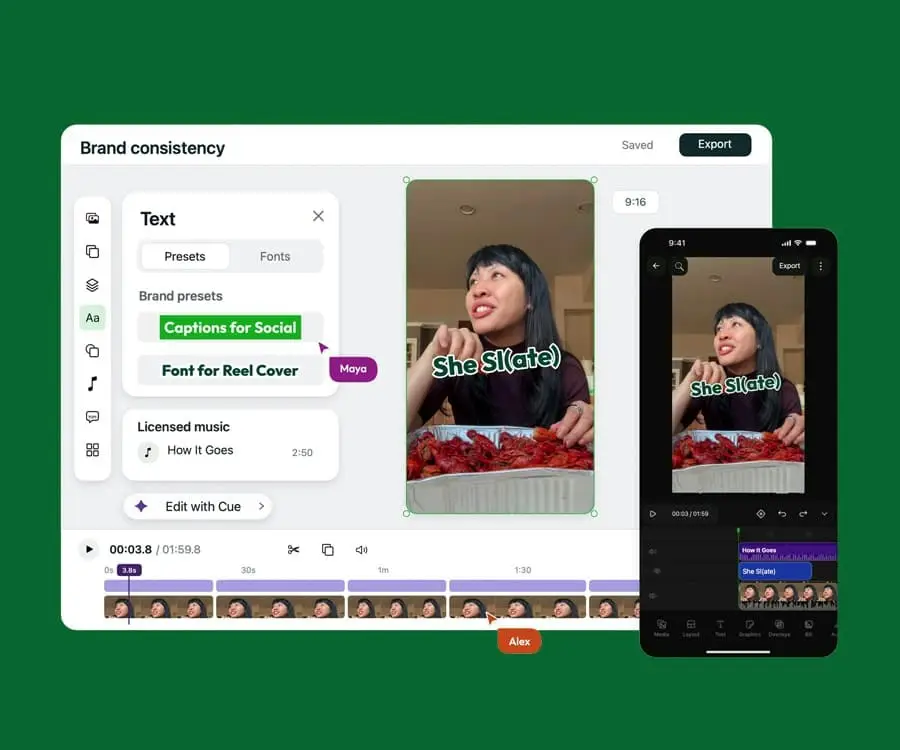 Brand consistency
Saved
Export
Text
Presets
Fonts
Brand presets
Captions for Social
Font for Reel Cover
Maya
Licensed music
How It Goes
2:50
Edit with Cue
Aa
9:16
She Sl(ate)
00:03.8 / 01:59.8
0s
3.8s
30s
1m
1:30
Alex
9:41
Export
She Sl(ate)
00:03 / 01:59
How It Goes
She Sl(ate)
Media
Layout
Text
Graphics
Overlays